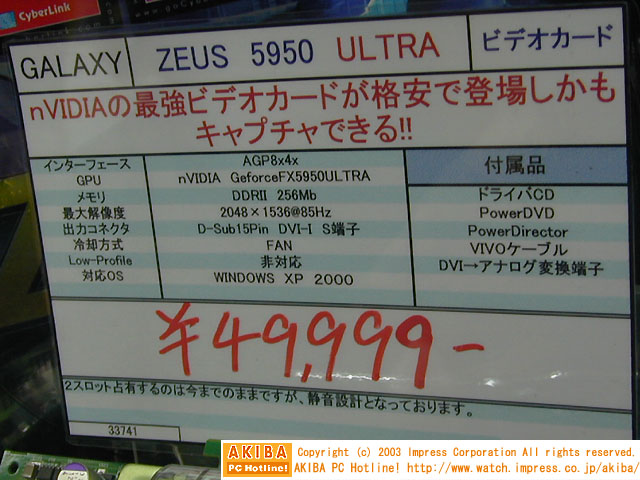 CyberLink
GALAXY
ZEUS 5950 ULTRA
ビデオカード
nVIDIAの最強ビデオカードが格安で登場しかも
キャプチャできる!!
インターフェース AGP8x4x
GPU nVIDIA GeforceFX5950ULTRA
メモリ DDRII 256Mb
最大解像度 2048×1536@85Hz
出力コネクタ D-Sub15Pin DVI-I S端子
冷却方式 FAN
Low-Profile 非対応
対応OS WINDOWS XP 2000
付属品
ドライバCD
PowerDVD
PowerDirector
VIVOケーブル
DVI→アナログ変換端子
¥49,999-
2スロット占有するのは今までのままですが、静音設計となっております。
33741
AKIBA
PC Hotline!
Copyright (c) 2003 Impress Corporation All rights reserved.
AKIBA PC Hotline! http://www.watch.impress.co.jp/akiba/